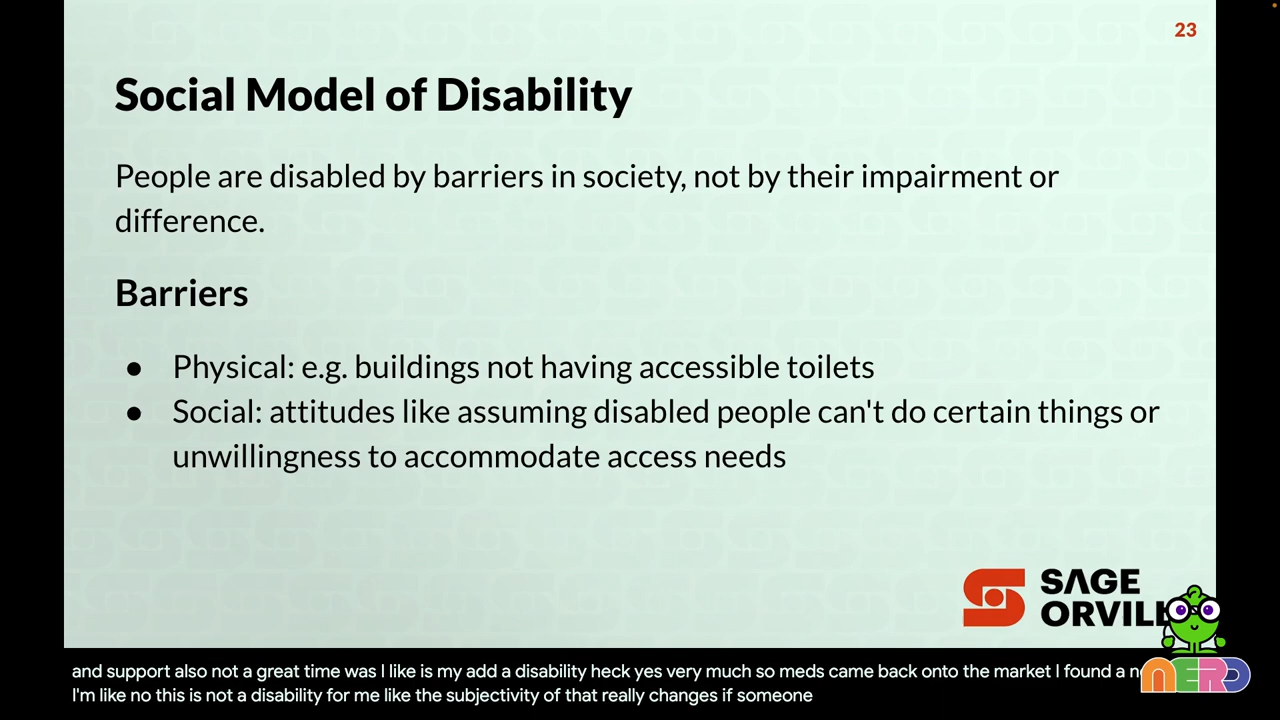 23
Social Model of Disability
People are disabled by barriers in society, not by their impairment or
difference.
Barriers
● Physical: e.g. buildings not having accessible toilets
● Social: attitudes like assuming disabled people can't do certain things or
unwillingness to accommodate access needs
SAGE
and support also not a great time was I like is my add a disability heck yes very much so meds came back onto the market I found a
I'm like no this is not a disability for me like the subjectivity of that really changes if someone
NERD